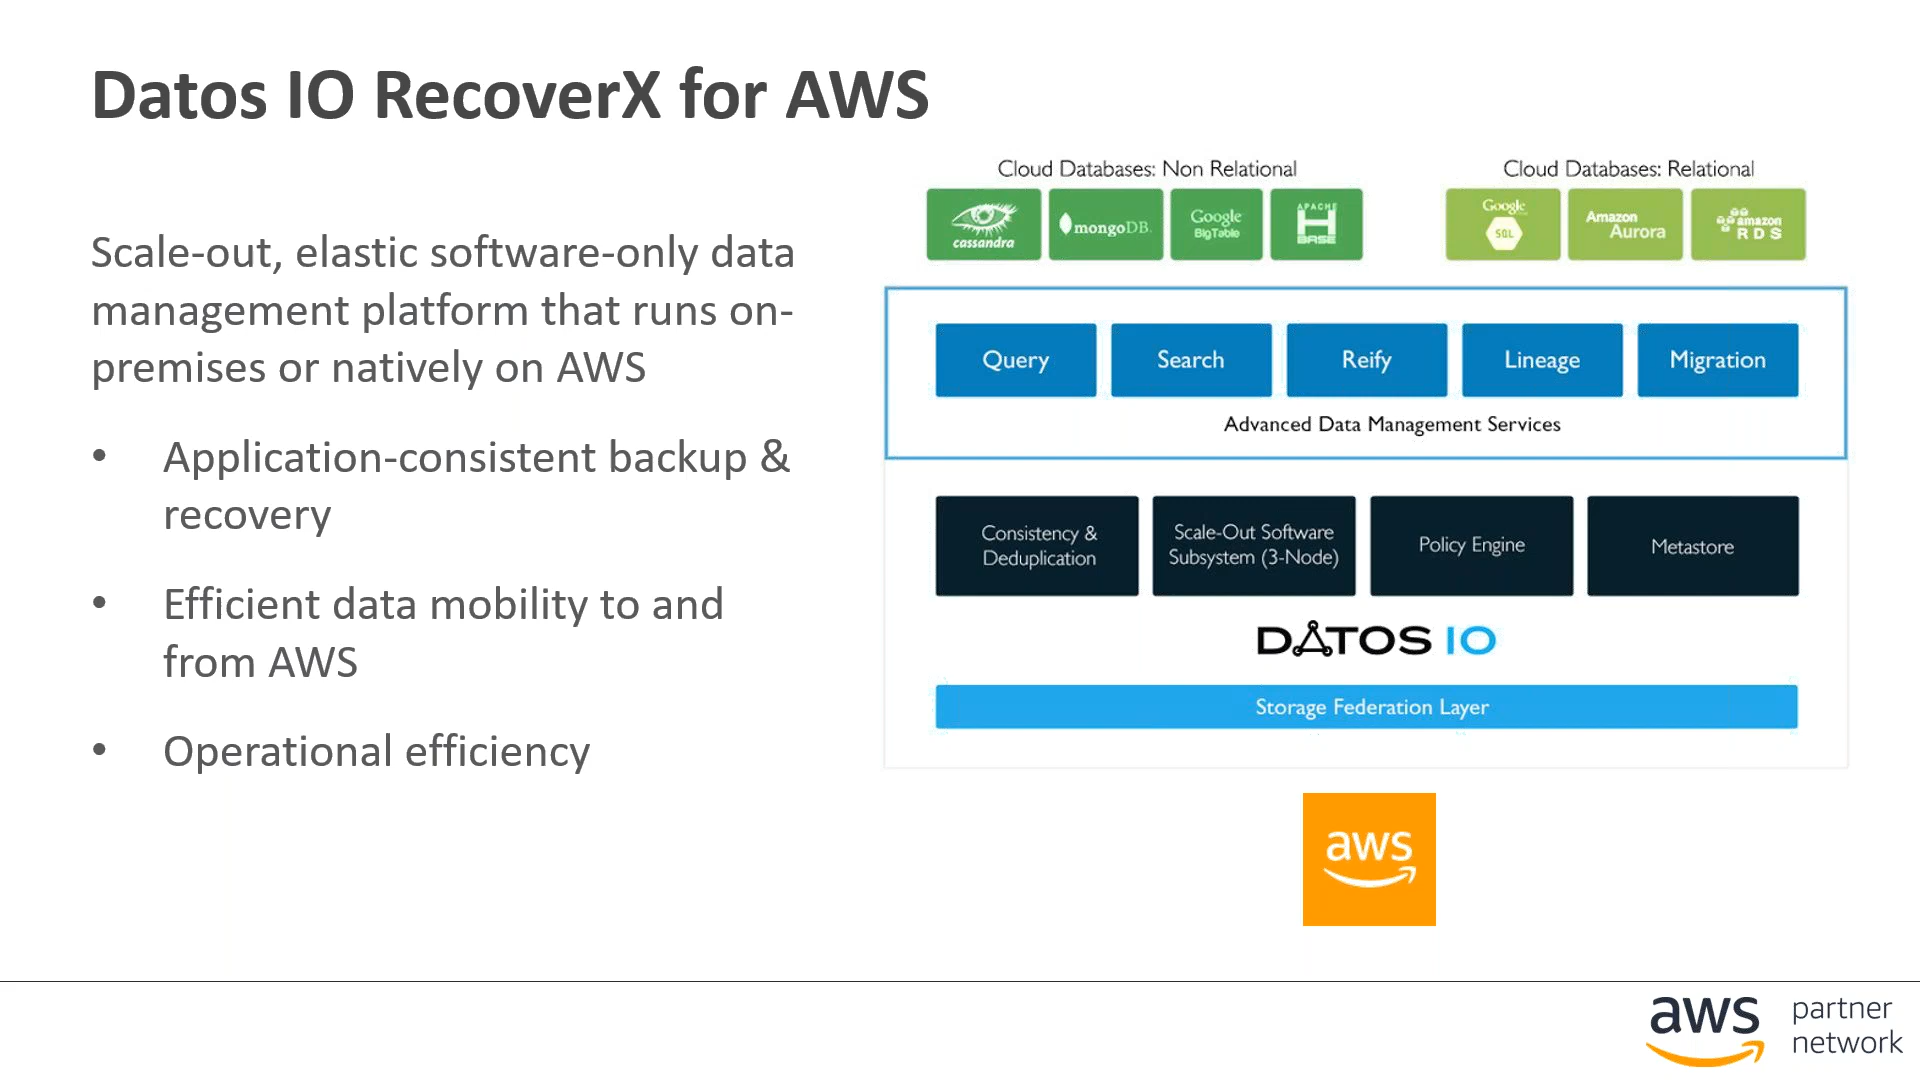 Datos IO RecoverX for AWS
Scale-out, elastic software-only data
management platform that runs on-
premises or natively on AWS
• Application-consistent backup &
recovery
• Efficient data mobility to and
from AWS
• Operational efficiency
Cloud Databases: Non Relational
cassandra
mongoDB.
Google
BigTable
APACHE
HBASE
Cloud Databases: Relational
Google
SQL
Amazon
Aurora
amazon
RDS
Query
Search
Reify
Lineage
Migration
Advanced Data Management Services
Consistency &
Deduplication
Scale-Out Software
Subsystem (3-Node)
Policy Engine
Metastore
DATOS IO
Storage Federation Layer
aws
aws
partner
network